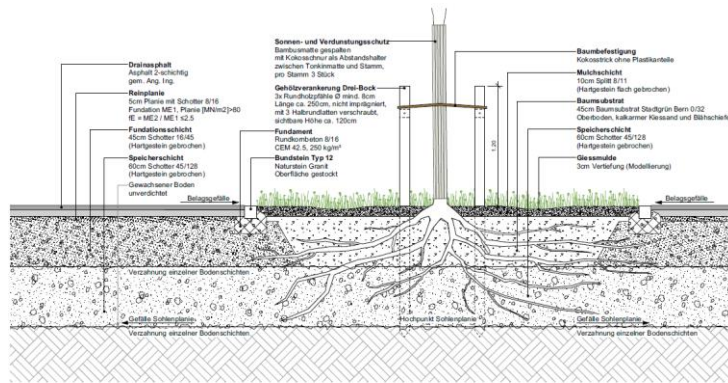 Drainasphalt
Asphalt 2-schichtig
gem. Ang. Ing.
Reinplanie
5cm Planie mit Schotter 8/16
Fundation ME1, Planie [MN/m2]>80
fE = ME2 / ME1 ≤2.5
Fundationsschicht
45cm Schotter 16/45
(Hartgestein gebrochen)
Speicherschicht
60cm Schotter 45/128
(Hartgestein gebrochen)
Gewachsener Boden
unverdichtet
Sonnen- und Verdunstungsschutz
Bambusmatte gespalten
mit Kokosschnur als Abstandshalter
zwischen Tonkinmatte und Stamm,
pro Stamm 3 Stück
Gehölzverankerung Drei-Bock
3x Rundholzpfähle Ø mind. 8cm
Länge ca. 250cm, nicht imprägniert,
mit 3 Halbrundlatten verschraubt,
sichtbare Höhe ca. 120cm
Fundament
Rundkornbeton 8/16
CEM 42.5, 250 kg/m³
Bundstein Typ 12
Naturstein Granit
Oberfläche gestockt
Baumbefestigung
Kokosstrick ohne Plastikanteile
Mulchschicht
10cm Splitt 8/11
(Hartgestein flach gebrochen)
Baumsubstrat
45cm Baumsubstrat Stadtgrün Bern 0/32
Oberboden, kalkarmer Kiessand und Blähschiefer
Speicherschicht
60cm Schotter 45/128
(Hartgestein gebrochen)
Giessmulde
3cm Vertiefung (Modellierung)
1.20
Belagsgefälle
Belagsgefälle
Verzahnung einzelner Bodenschichten
Gefälle Sohlenplanie
Hochpunkt Sohlenplanie
Gefälle Sohlenplanie
Verzahnung einzelner Bodenschichten
Verzahnung einzelner Bodenschichten